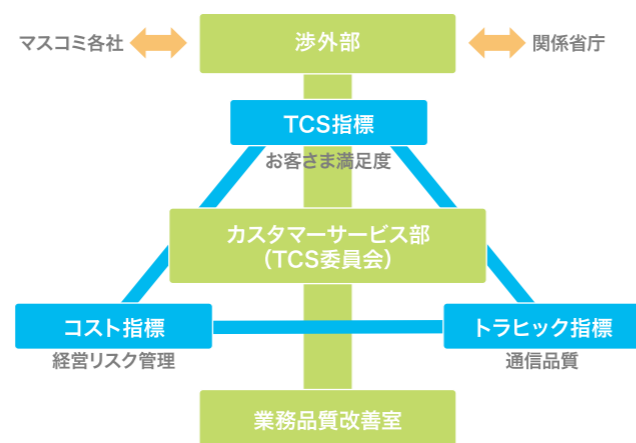 マスコミ各社
渉外部
関係省庁
TCS指標
お客さま満足度
カスタマーサービス部
（TCS委員会）
コスト指標
トラヒック指標
経営リスク管理
通信品質
業務品質改善室